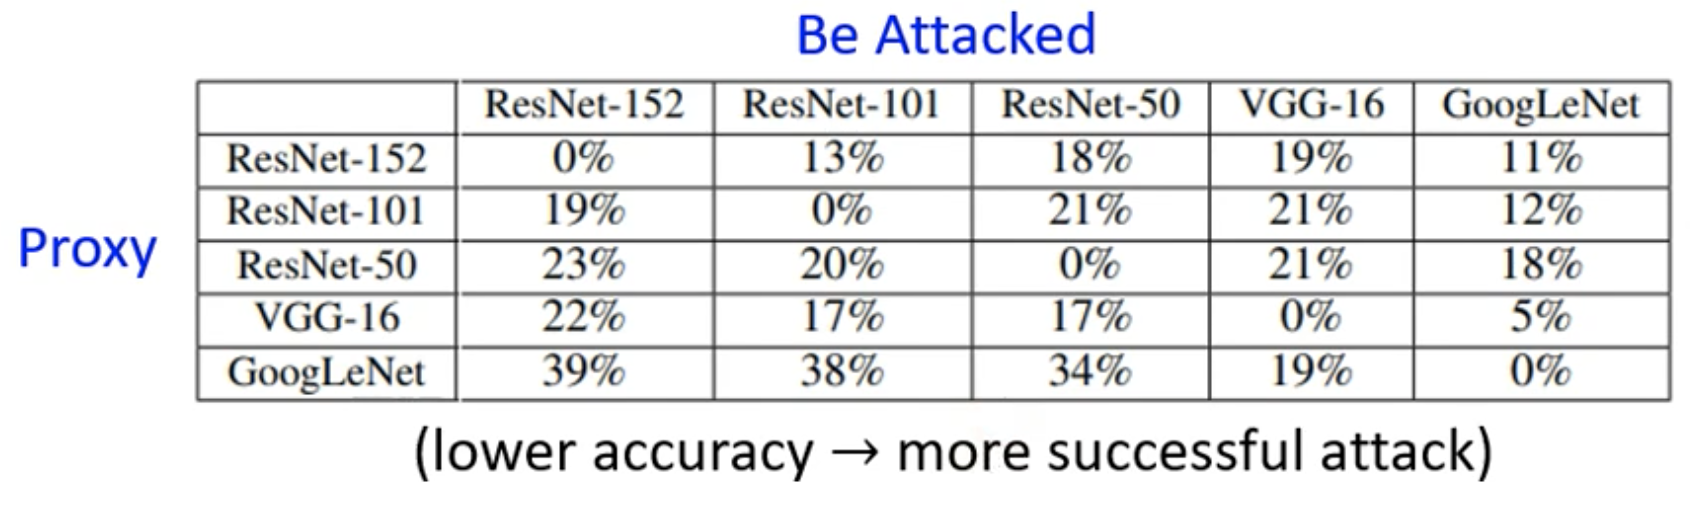 Be Attacked
ResNet-152 ResNet-101 ResNet-50 VGG-16 GoogLeNet
ResNet-152 0% 13% 18% 19% 11%
ResNet-101 19% 0% 21% 21% 12%
Proxy
ResNet-50 23% 20% 0% 21% 18%
VGG-16 22% 17% 17% 0% 5%
GoogLeNet 39% 38% 34% 19% 0%
(lower accuracy → more successful attack)